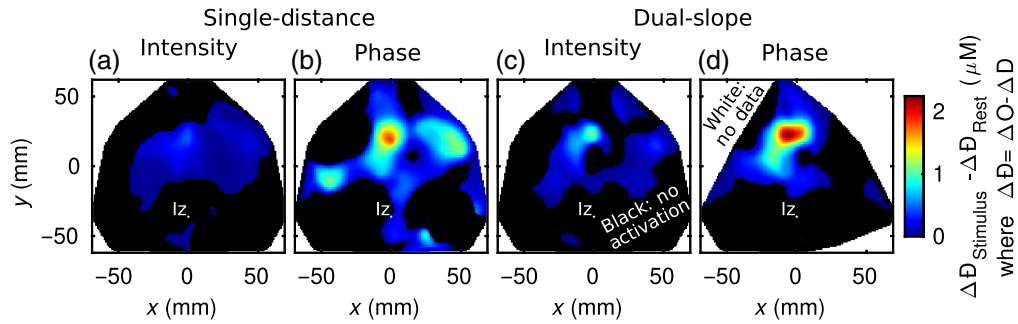 Single-distance
Dual-slope
(a) Intensity
(b) Phase
(c) Intensity
(d) Phase
y (mm)
50
0
−50
Iz
Iz
Iz
Black: no
activation
White:
no data
Iz
−50 0 50
−50 0 50
−50 0 50
−50 0 50
x (mm)
x (mm)
x (mm)
x (mm)
2
1
0
ΔĐStimulus -ΔĐRest (μM)
where ΔĐ= ΔO-ΔD